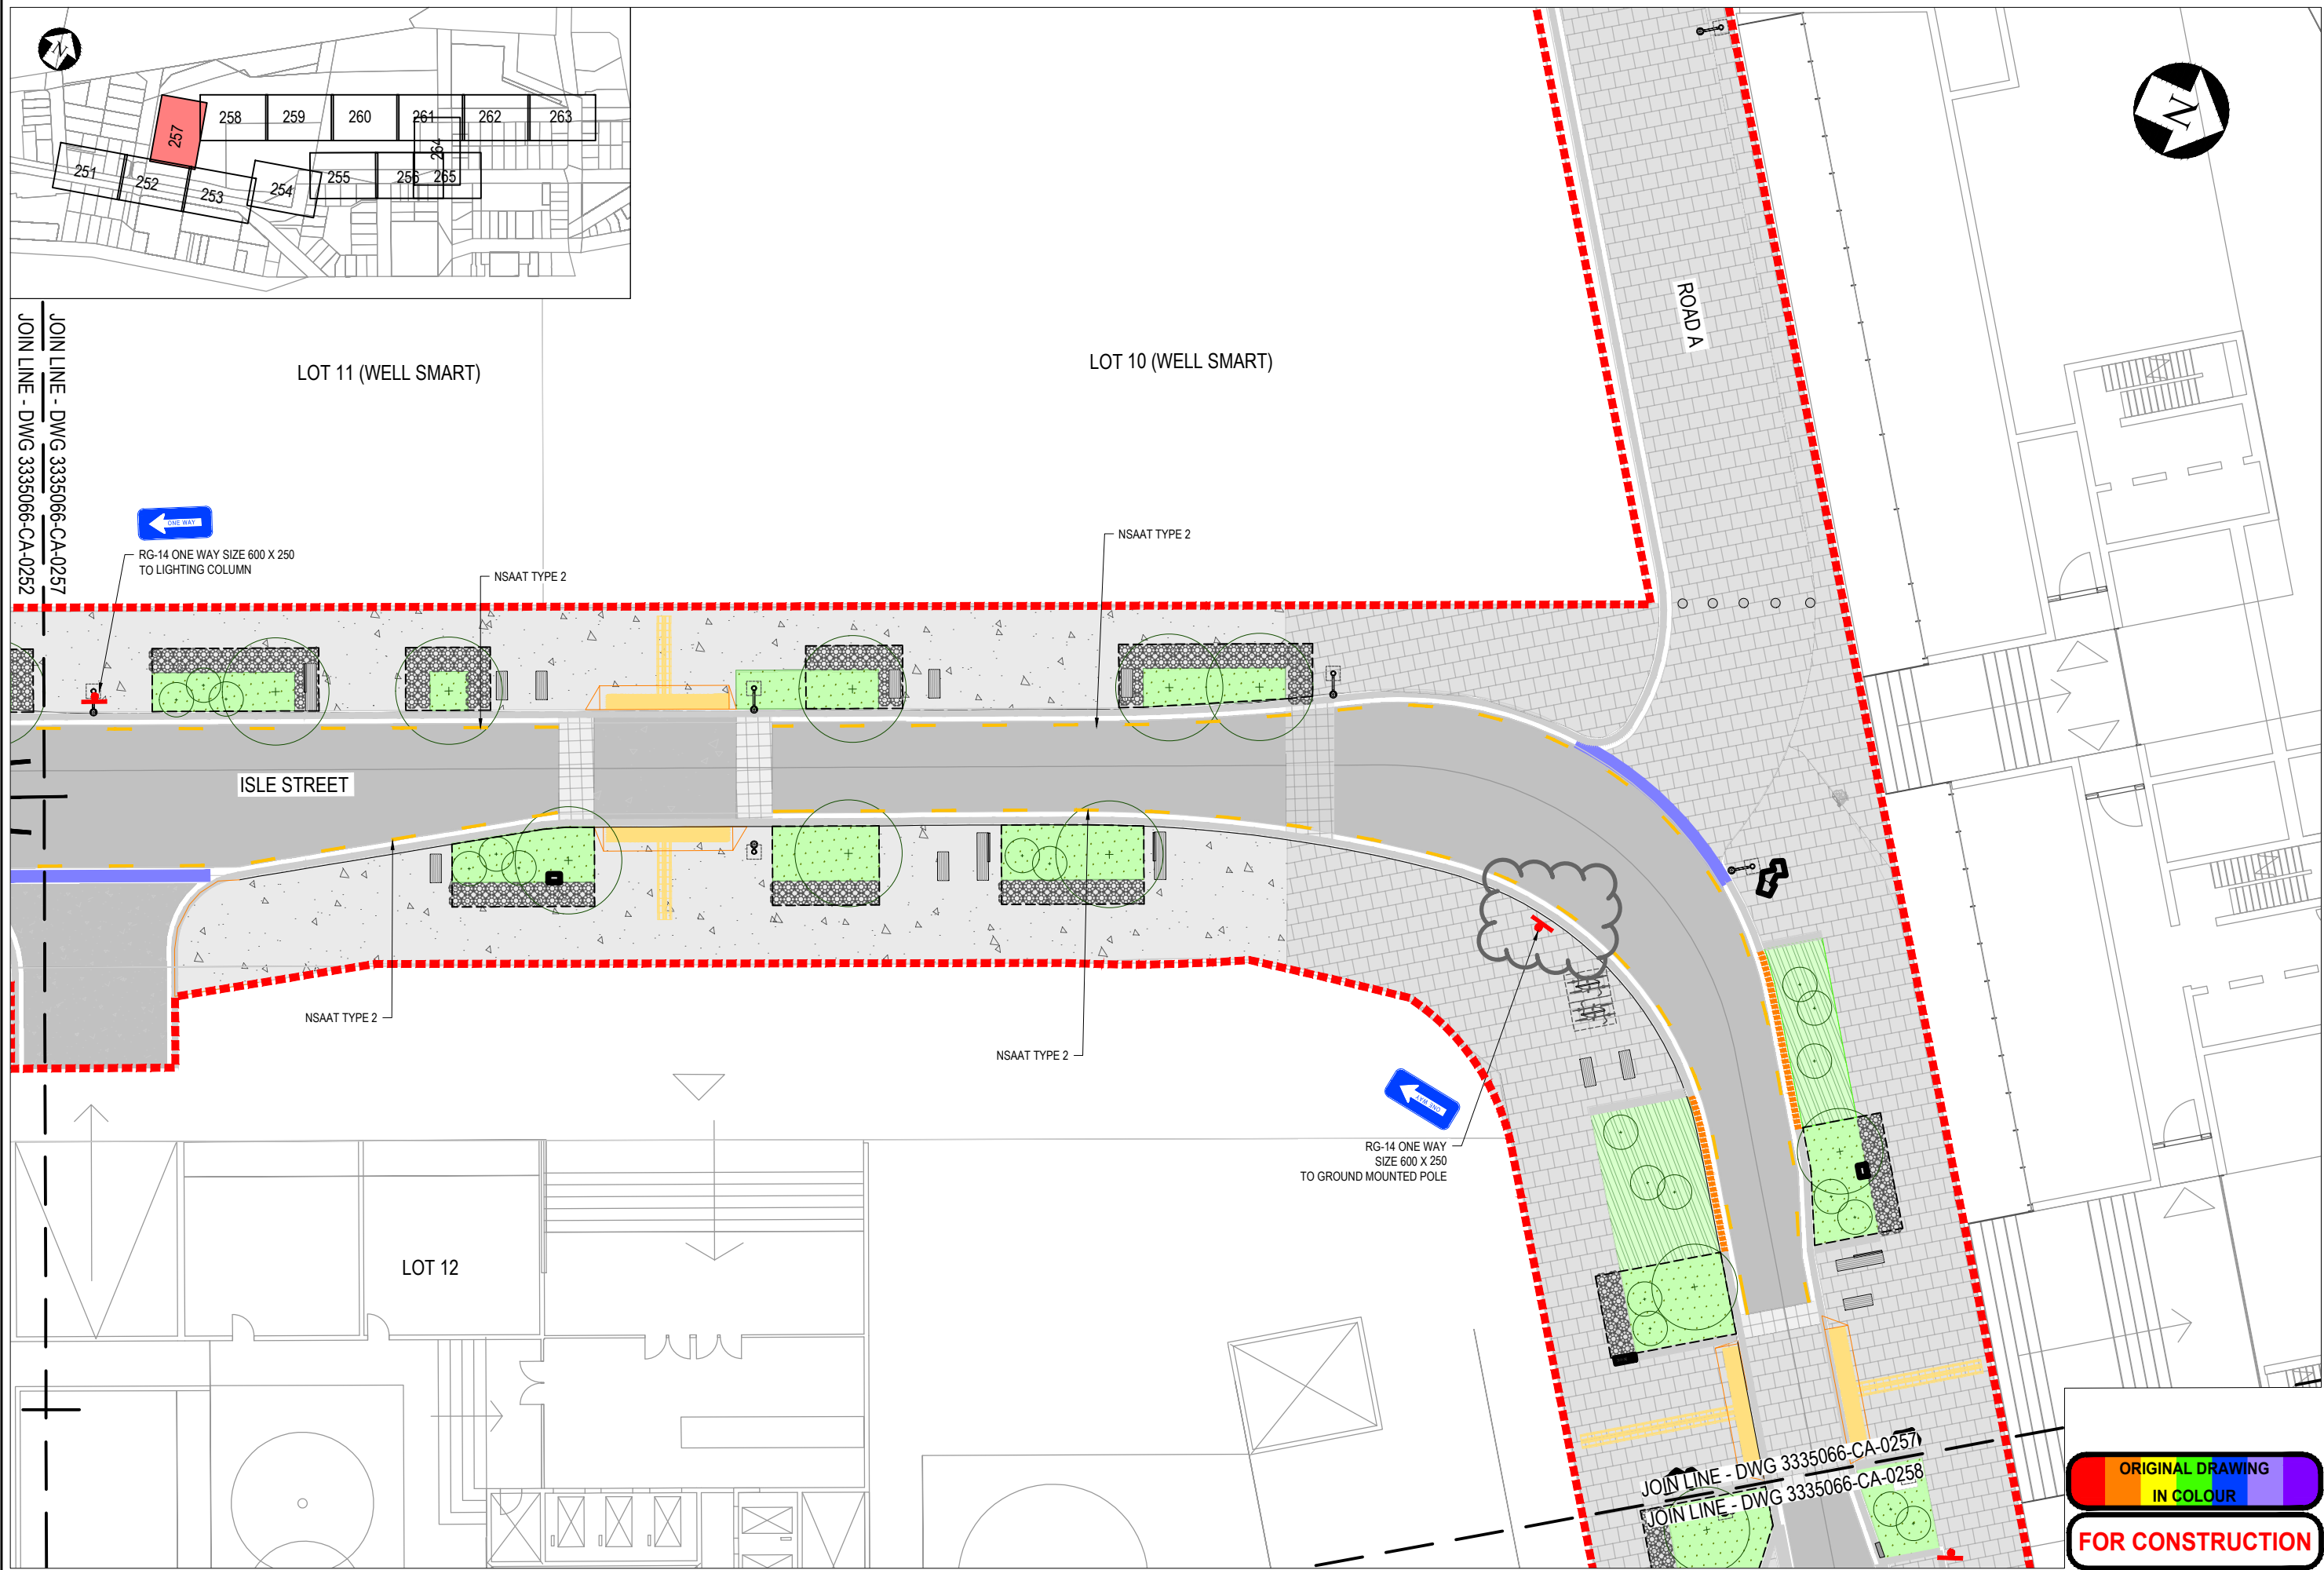 N
257
258
259
260
261
262
263
264
251
252
253
254
255
256
265
N
JOIN LINE - DWG 3335066-CA-0257
JOIN LINE - DWG 3335066-CA-0252
LOT 11 (WELL SMART)
LOT 10 (WELL SMART)
ROAD A
ONE WAY
RG-14 ONE WAY SIZE 600 X 250
TO LIGHTING COLUMN
NSAAT TYPE 2
NSAAT TYPE 2
ISLE STREET
NSAAT TYPE 2
NSAAT TYPE 2
ONE WAY
RG-14 ONE WAY
SIZE 600 X 250
TO GROUND MOUNTED POLE
LOT 12
JOIN LINE - DWG 3335066-CA-0257
JOIN LINE - DWG 3335066-CA-0258
ORIGINAL DRAWING
IN COLOUR
FOR CONSTRUCTION